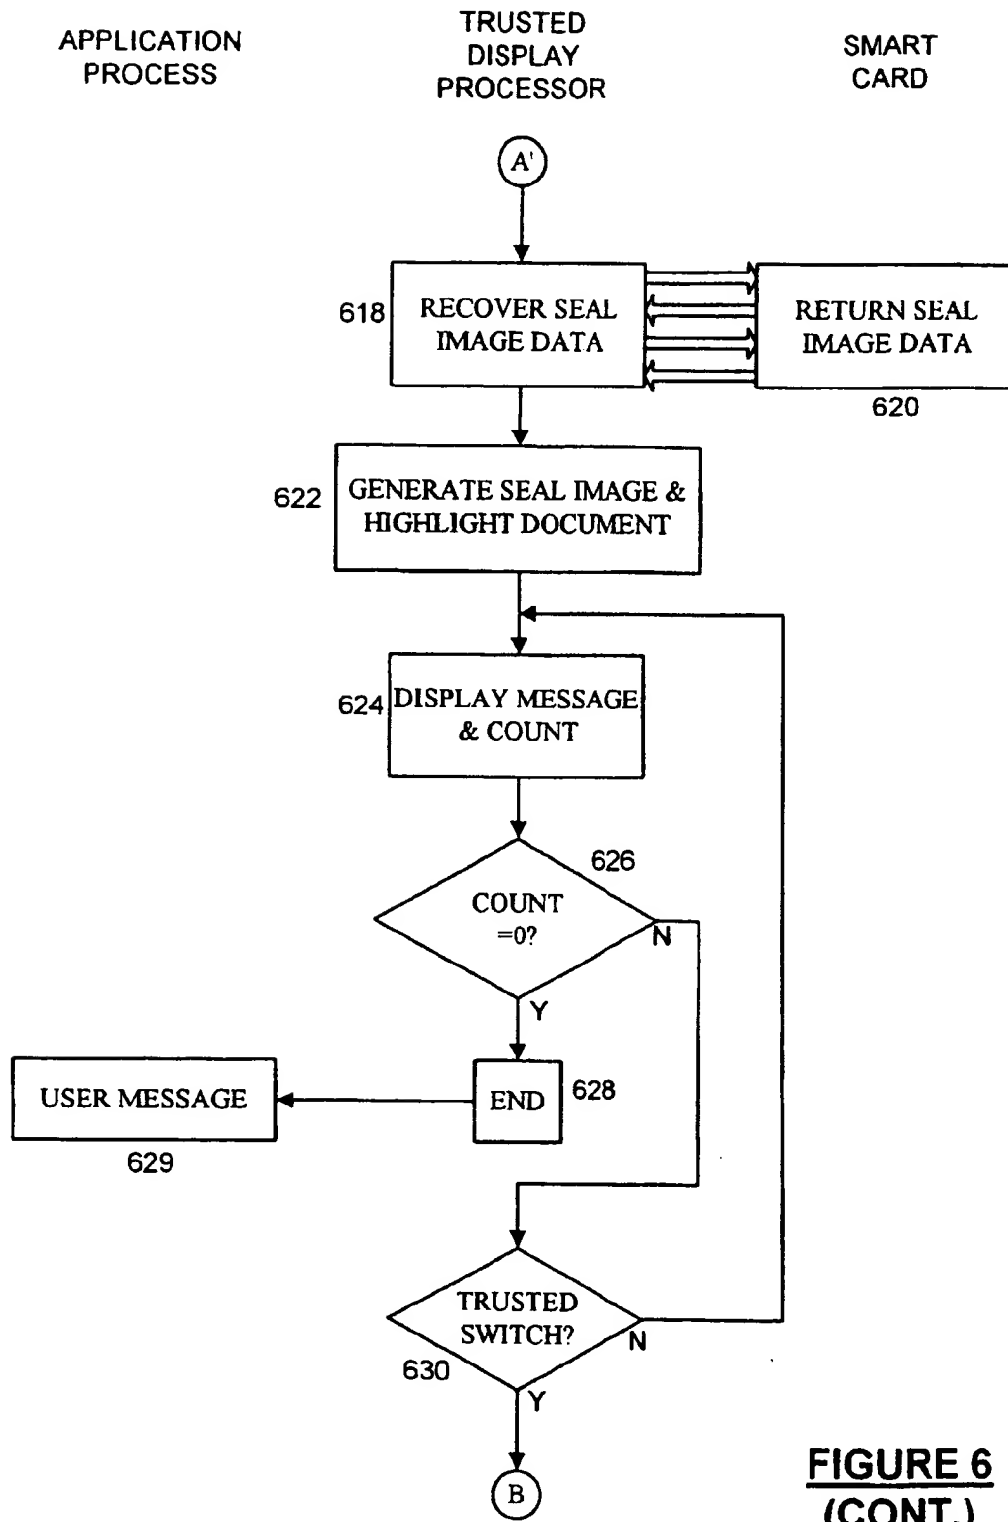 APPLICATION
PROCESS
TRUSTED
DISPLAY
PROCESSOR
SMART
CARD
A'
618
RECOVER SEAL
IMAGE DATA
RETURN SEAL
IMAGE DATA
620
622
GENERATE SEAL IMAGE &
HIGHLIGHT DOCUMENT
624
DISPLAY MESSAGE
& COUNT
626
COUNT
=0?
N
Y
USER MESSAGE
629
END
628
TRUSTED
SWITCH?
N
630
Y
B
FIGURE 6
(CONT.)